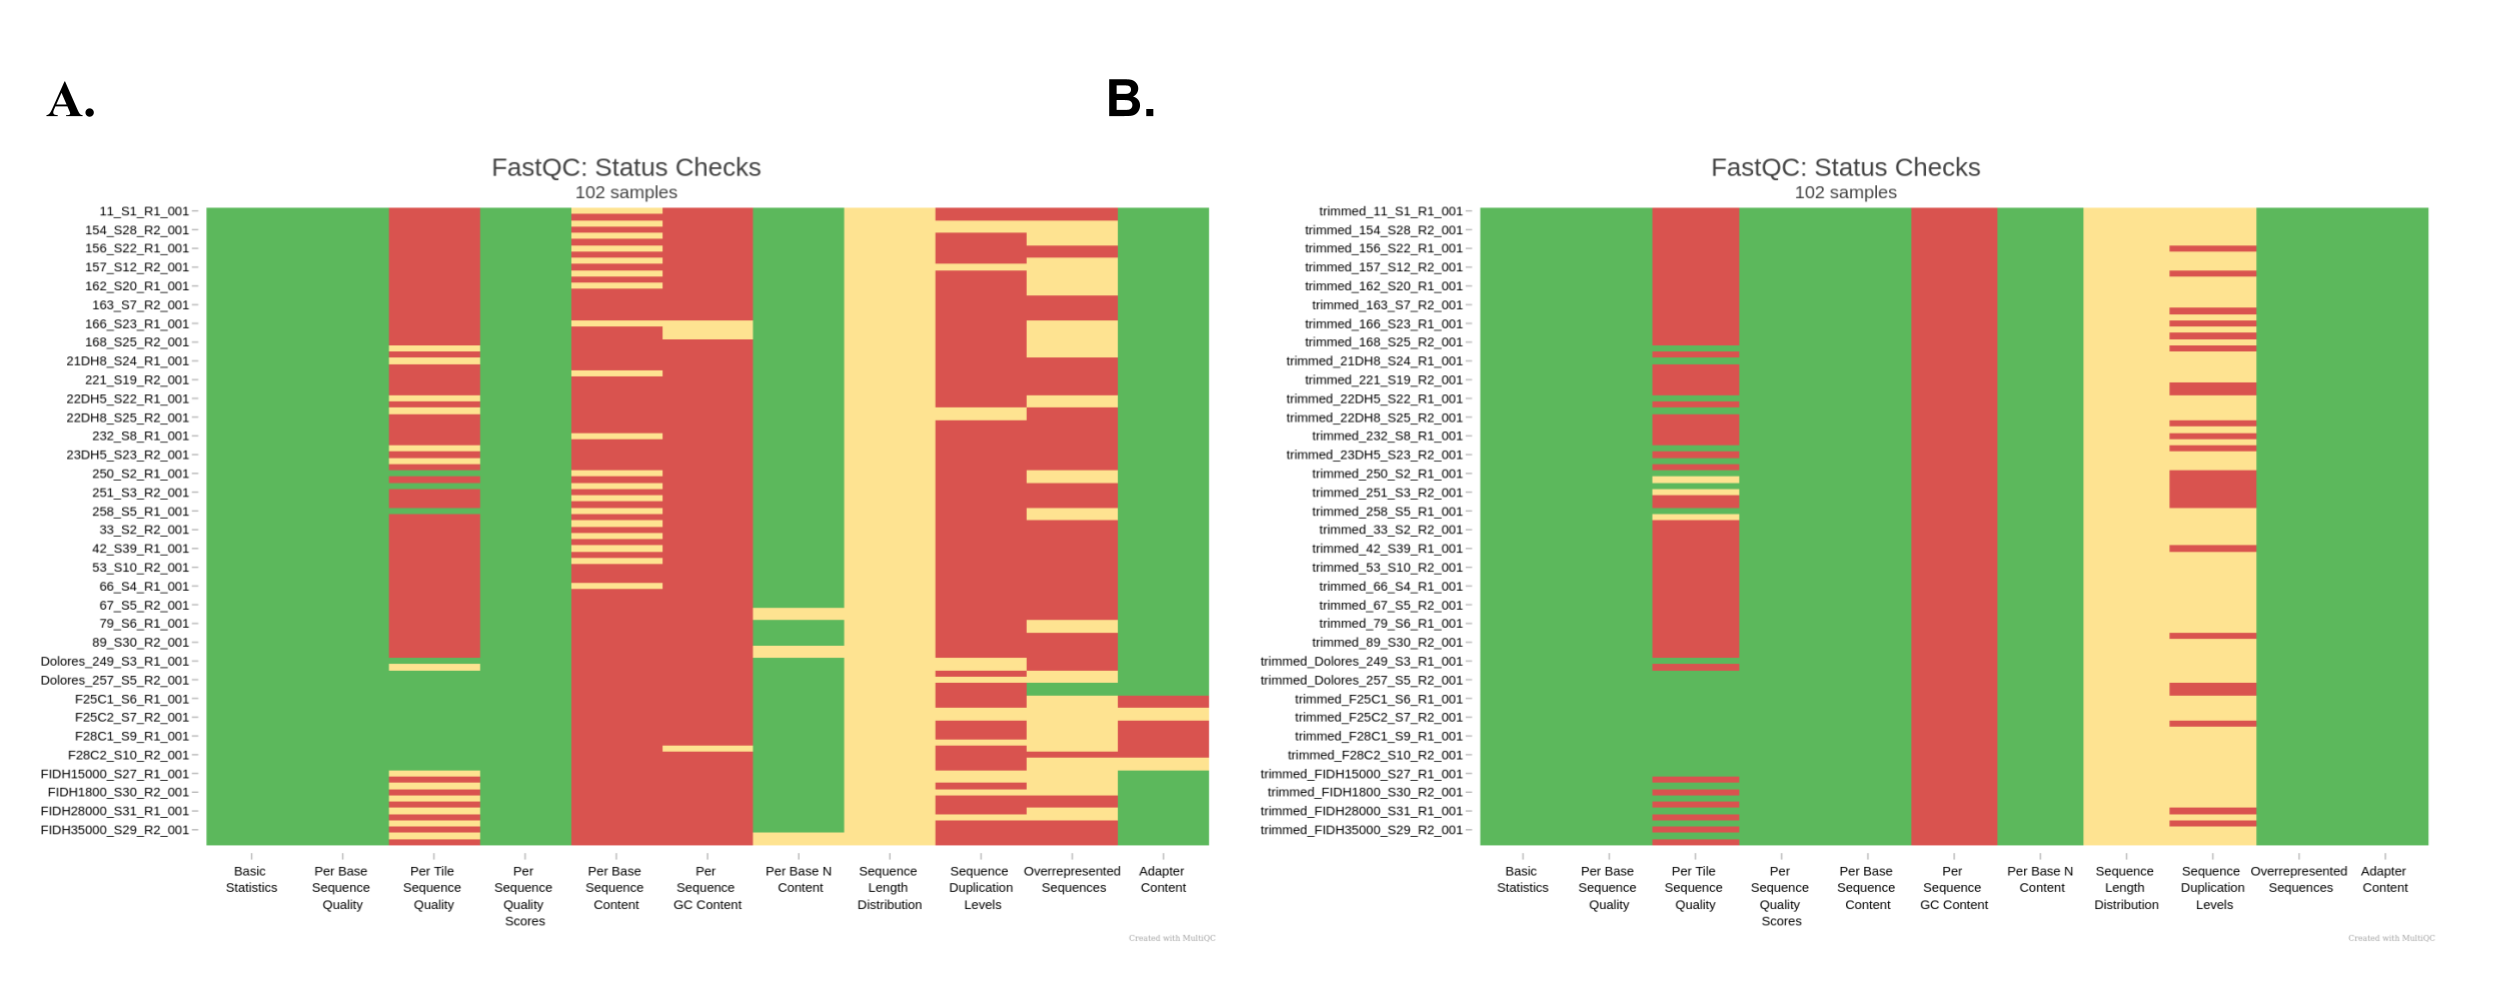 A.
FastQC: Status Checks
102 samples
11_S1_R1_001
154_S28_R2_001
156_S22_R1_001
157_S12_R2_001
162_S20_R1_001
163_S7_R2_001
166_S23_R1_001
168_S25_R2_001
21DH8_S24_R1_001
221_S19_R2_001
22DH5_S22_R1_001
22DH8_S25_R2_001
232_S8_R1_001
23DH5_S23_R2_001
250_S2_R1_001
251_S3_R2_001
258_S5_R1_001
33_S2_R2_001
42_S39_R1_001
53_S10_R2_001
66_S4_R1_001
67_S5_R2_001
79_S6_R1_001
89_S30_R2_001
Dolores_249_S3_R1_001
Dolores_257_S5_R2_001
F25C1_S6_R1_001
F25C2_S7_R2_001
F28C1_S9_R1_001
F28C2_S10_R2_001
FIDH15000_S27_R1_001
FIDH1800_S30_R2_001
FIDH28000_S31_R1_001
FIDH35000_S29_R2_001
Basic
Statistics
Per Base
Sequence
Quality
Per Tile
Sequence
Quality
Per
Sequence
Quality
Scores
Per Base
Sequence
Content
Per
Sequence
GC Content
Per Base N
Content
Sequence
Length
Distribution
Sequence
Duplication
Levels
Overrepresented
Sequences
Adapter
Content
Created with MultiQC
B.
FastQC: Status Checks
102 samples
trimmed_11_S1_R1_001
trimmed_154_S28_R2_001
trimmed_156_S22_R1_001
trimmed_157_S12_R2_001
trimmed_162_S20_R1_001
trimmed_163_S7_R2_001
trimmed_166_S23_R1_001
trimmed_168_S25_R2_001
trimmed_21DH8_S24_R1_001
trimmed_221_S19_R2_001
trimmed_22DH5_S22_R1_001
trimmed_22DH8_S25_R2_001
trimmed_232_S8_R1_001
trimmed_23DH5_S23_R2_001
trimmed_250_S2_R1_001
trimmed_251_S3_R2_001
trimmed_258_S5_R1_001
trimmed_33_S2_R2_001
trimmed_42_S39_R1_001
trimmed_53_S10_R2_001
trimmed_66_S4_R1_001
trimmed_67_S5_R2_001
trimmed_79_S6_R1_001
trimmed_89_S30_R2_001
trimmed_Dolores_249_S3_R1_001
trimmed_Dolores_257_S5_R2_001
trimmed_F25C1_S6_R1_001
trimmed_F25C2_S7_R2_001
trimmed_F28C1_S9_R1_001
trimmed_F28C2_S10_R2_001
trimmed_FIDH15000_S27_R1_001
trimmed_FIDH1800_S30_R2_001
trimmed_FIDH28000_S31_R1_001
trimmed_FIDH35000_S29_R2_001
Basic
Statistics
Per Base
Sequence
Quality
Per Tile
Sequence
Quality
Per
Sequence
Quality
Scores
Per Base
Sequence
Content
Per
Sequence
GC Content
Per Base N
Content
Sequence
Length
Distribution
Sequence
Duplication
Levels
Overrepresented
Sequences
Adapter
Content
Created with MultiQC